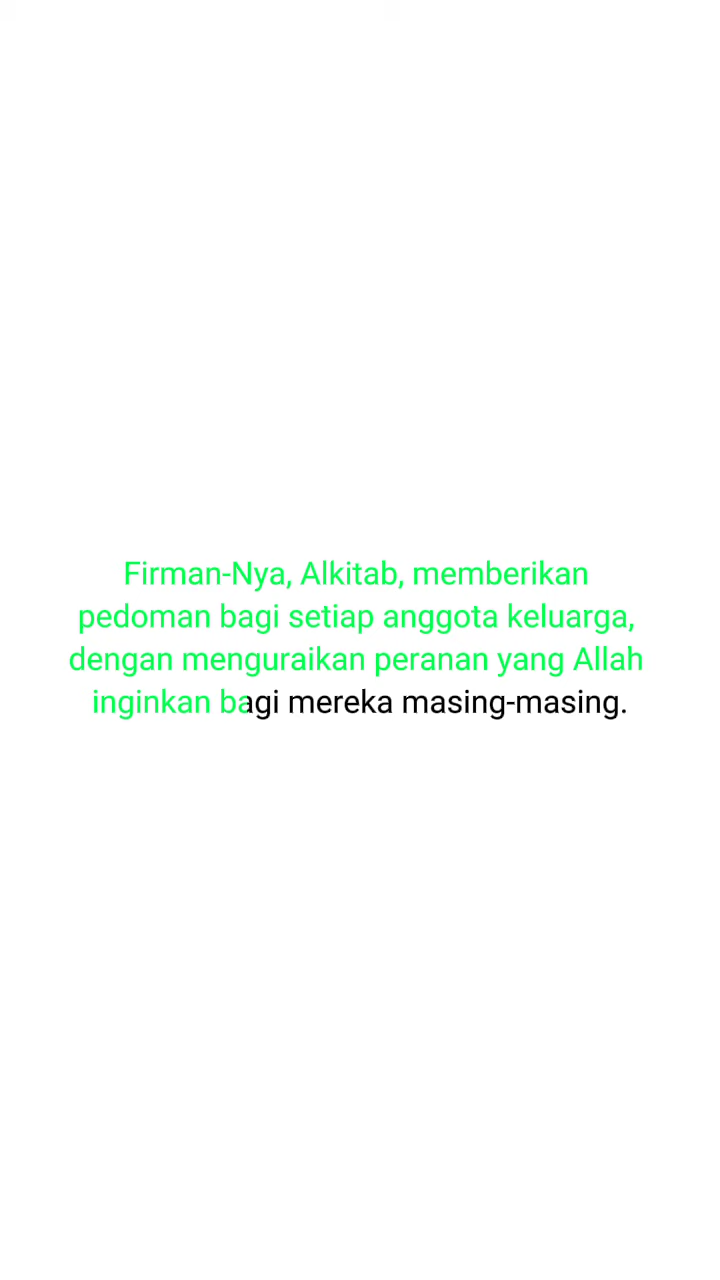 Firman-Nya, Alkitab, memberikan
pedoman bagi setiap anggota keluarga,
dengan menguraikan peranan yang Allah
inginkan bagi mereka masing-masing.